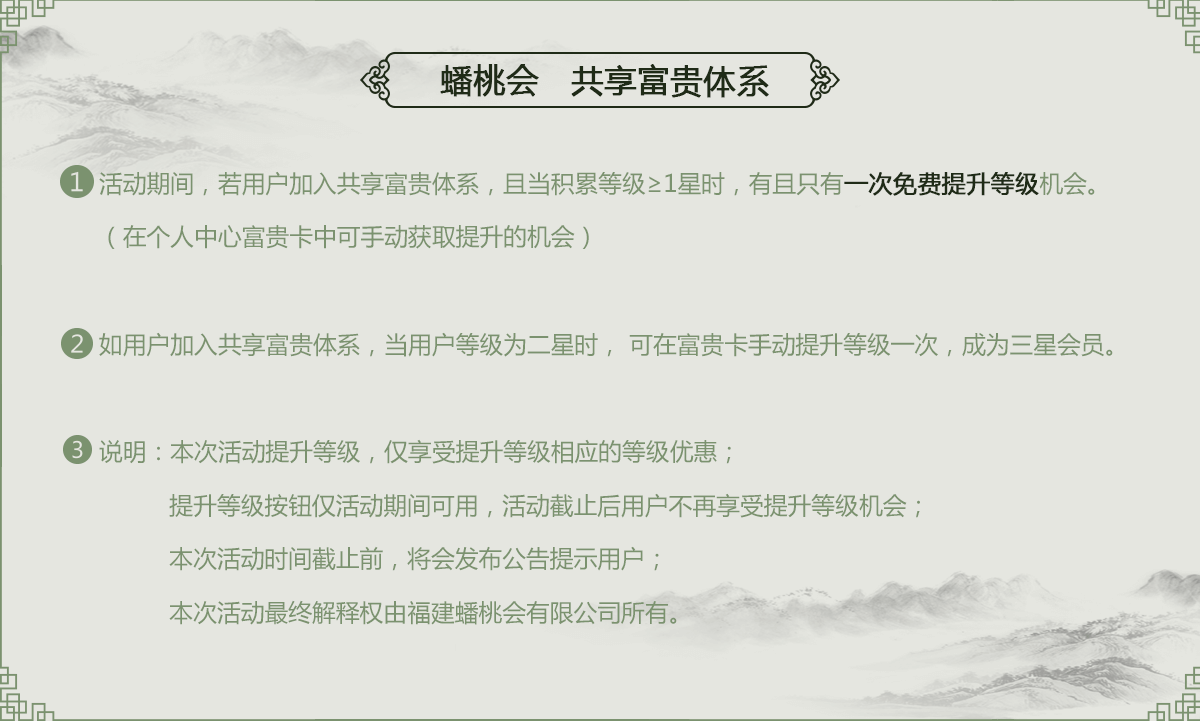 蟠桃会 共享富贵体系
1 活动期间，若用户加入共享富贵体系，且当积累等级≥1星时，有且只有一次免费提升等级机会。
（在个人中心富贵卡中可手动获取提升的机会）
2 如用户加入共享富贵体系，当用户等级为二星时， 可在富贵卡手动提升等级一次，成为三星会员。
3 说明：本次活动提升等级，仅享受提升等级相应的等级优惠；
提升等级按钮仅活动期间可用，活动截止后用户不再享受提升等级机会；
本次活动时间截止前，将会发布公告提示用户；
本次活动最终解释权由福建蟠桃会有限公司所有。